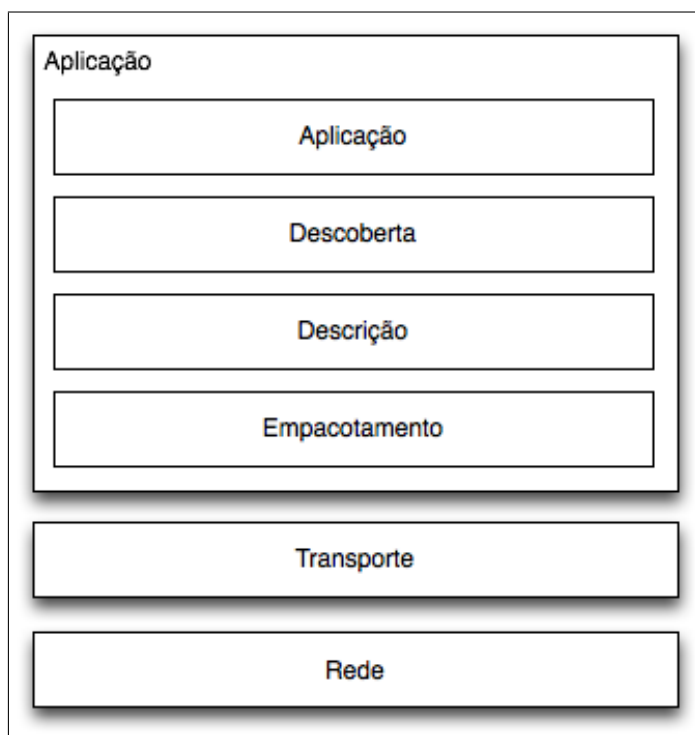 Aplicação
Aplicação
Descoberta
Descrição
Empacotamento
Transporte
Rede